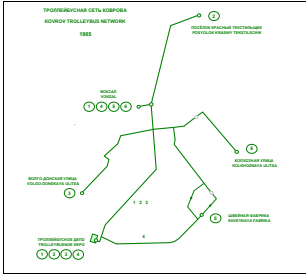 ТРОЛЛЕЙБУСНАЯ СЕТЬ КОВРОВА
KOVROV TROLLEYBUS NETWORK
1985
2
ПОСЁЛОК КРАСНЫЙ ТЕКСТИЛЬЩИК
POSYOLOK KRASNIY TEKSTILSCHIK
ВОКЗАЛ
VOKZAL
1 4 5 6
6
КОЛХОЗНАЯ УЛИЦА
KOLKHOZNAYA ULITSA
ВОЛГО-ДОНСКАЯ УЛИЦА
VOLGO-DONSKAYA ULITSA
3
1 2 3
ШВЕЙНАЯ ФАБРИКА
SHVEYNAYA FABRIKA
5
4
ТРОЛЛЕЙБУСНОЕ ДЕПО
TROLLEYBUSNOE DEPO
1 2 3 4